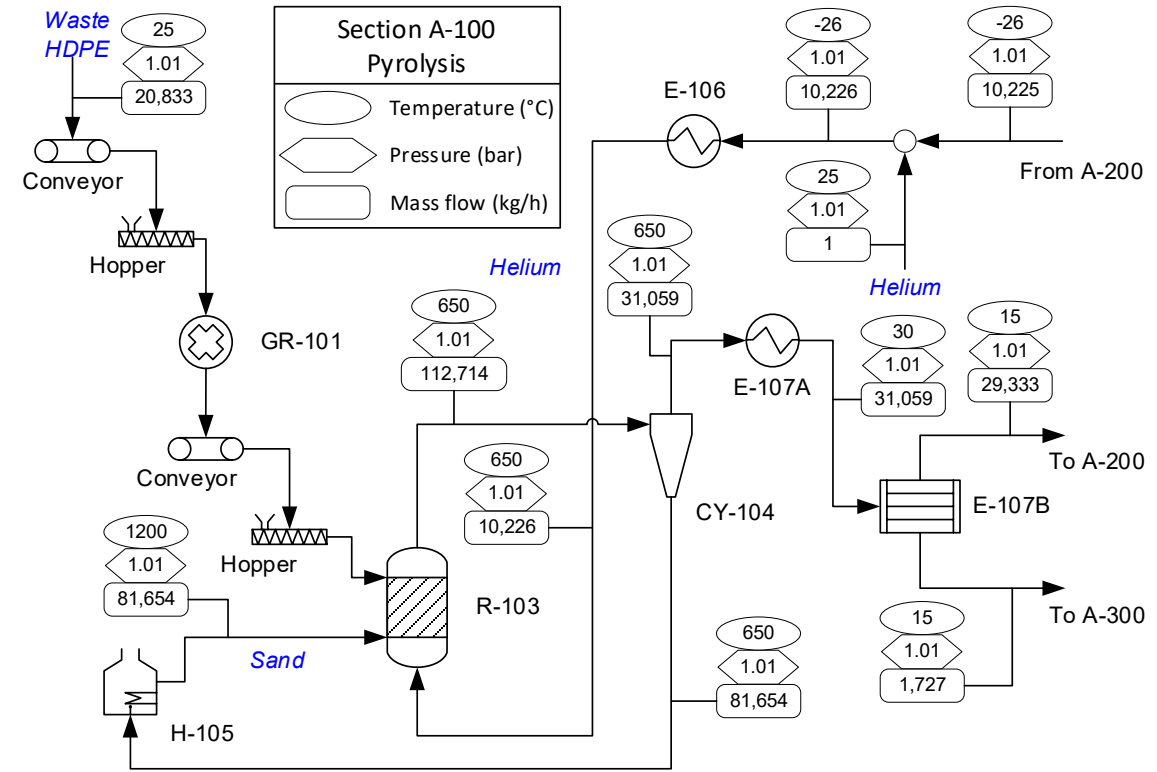 Waste
HDPE
25
1.01
20,833
Conveyor
Hopper
GR-101
Conveyor
Hopper
Section A-100
Pyrolysis
Temperature (°C)
Pressure (bar)
Mass flow (kg/h)
E-106
-26
1.01
10,226
-26
1.01
10,225
From A-200
25
1.01
1
Helium
Helium
650
1.01
31,059
650
1.01
112,714
E-107A
30
1.01
31,059
15
1.01
29,333
To A-200
650
1.01
10,226
CY-104
E-107B
1200
1.01
81,654
R-103
Sand
H-105
650
1.01
81,654
15
1.01
1,727
To A-300